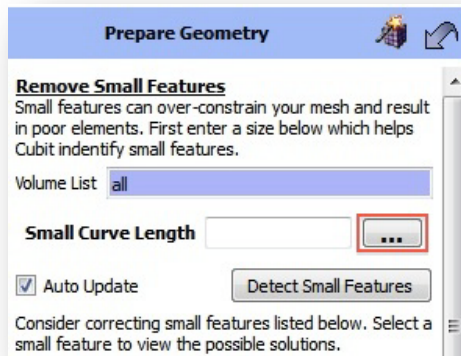 Prepare Geometry
Remove Small Features
Small features can over-constrain your mesh and result
in poor elements. First enter a size below which helps
Cubit indentify small features.
Volume List all
Small Curve Length ...
Auto Update Detect Small Features
Consider correcting small features listed below. Select a
small feature to view the possible solutions.